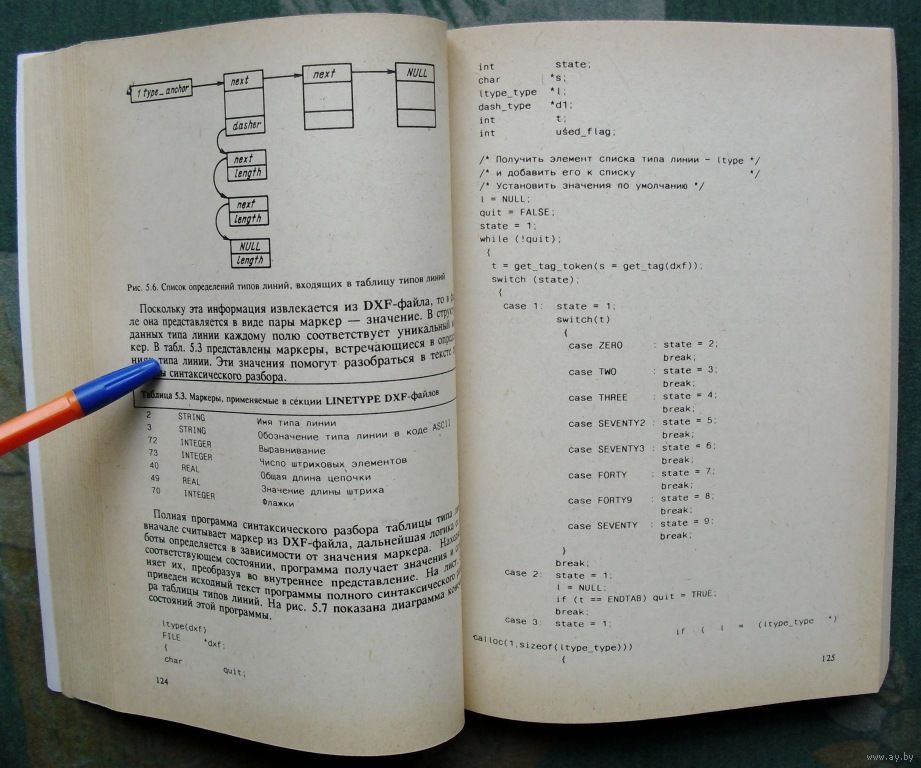 ltype_anchor
next
dasher
next
length
next
length
NULL
length
next
NULL
Рис. 5.6. Список определений типов линий, входящих в таблицу типов линий
Поскольку эта информация извлекается из DXF-файла, то в
ле она представляется в виде пары маркер — значение. В
данных типа линии каждому полю соответствует уникальный
кер. В табл. 5.3 представлены маркеры, встречающиеся в
типа линии. Эти значения помогут разобраться в тексте
синтаксического разбора.
Таблица 5.3. Маркеры, применяемые в секции LINETYPE DXF-файлов
2 STRING Имя типа линии
3 STRING Обозначение типа линии в коде ASCII
72 INTEGER Выравнивание
73 INTEGER Число штриховых элементов
40 REAL Общая длина цепочки
49 REAL Значение длины штриха
70 INTEGER Флажки
Полная программа синтаксического разбора таблицы типа
вначале считывает маркер из DXF-файла, дальнейшая логика
боты определяется в зависимости от значения маркера.
соответствующем состоянии, программа получает значения и
няет их, преобразуя во внутреннее представление. На
приведен исходный текст программы полного синтаксического
ра таблицы типов линий. На рис. 5.7 показана диаграмма
состояний этой программы.
ltype(dxf)
FILE *dxf;
{
char quit;
124
int state;
char *s;
ltype_type *l;
dash_type *d1;
int t;
int used_flag;
/* Получить элемент списка типа линии – ltype */
/* и добавить его к списку */
/* Установить значения по умолчанию */
l = NULL;
quit = FALSE;
state = 1;
while (!quit);
{
t = get_tag_token(s = get_tag(dxf));
switch (state);
{
case 1: state = 1;
switch(t)
{
case ZERO : state = 2;
break;
case TWO : state = 3;
break;
case THREE : state = 4;
break;
case SEVENTY2 : state = 5;
break;
case SEVENTY3 : state = 6;
break;
case FORTY : state = 7;
break;
case FORTY9 : state = 8;
break;
case SEVENTY : state = 9;
break;
}
break;
case 2: state = 1;
l = NULL;
if (t == ENDTAB) quit = TRUE;
break;
case 3: state = 1;
if ( l = (ltype_type *)
calloc(1,sizeof(ltype_type)))
{
125
www.ay.by